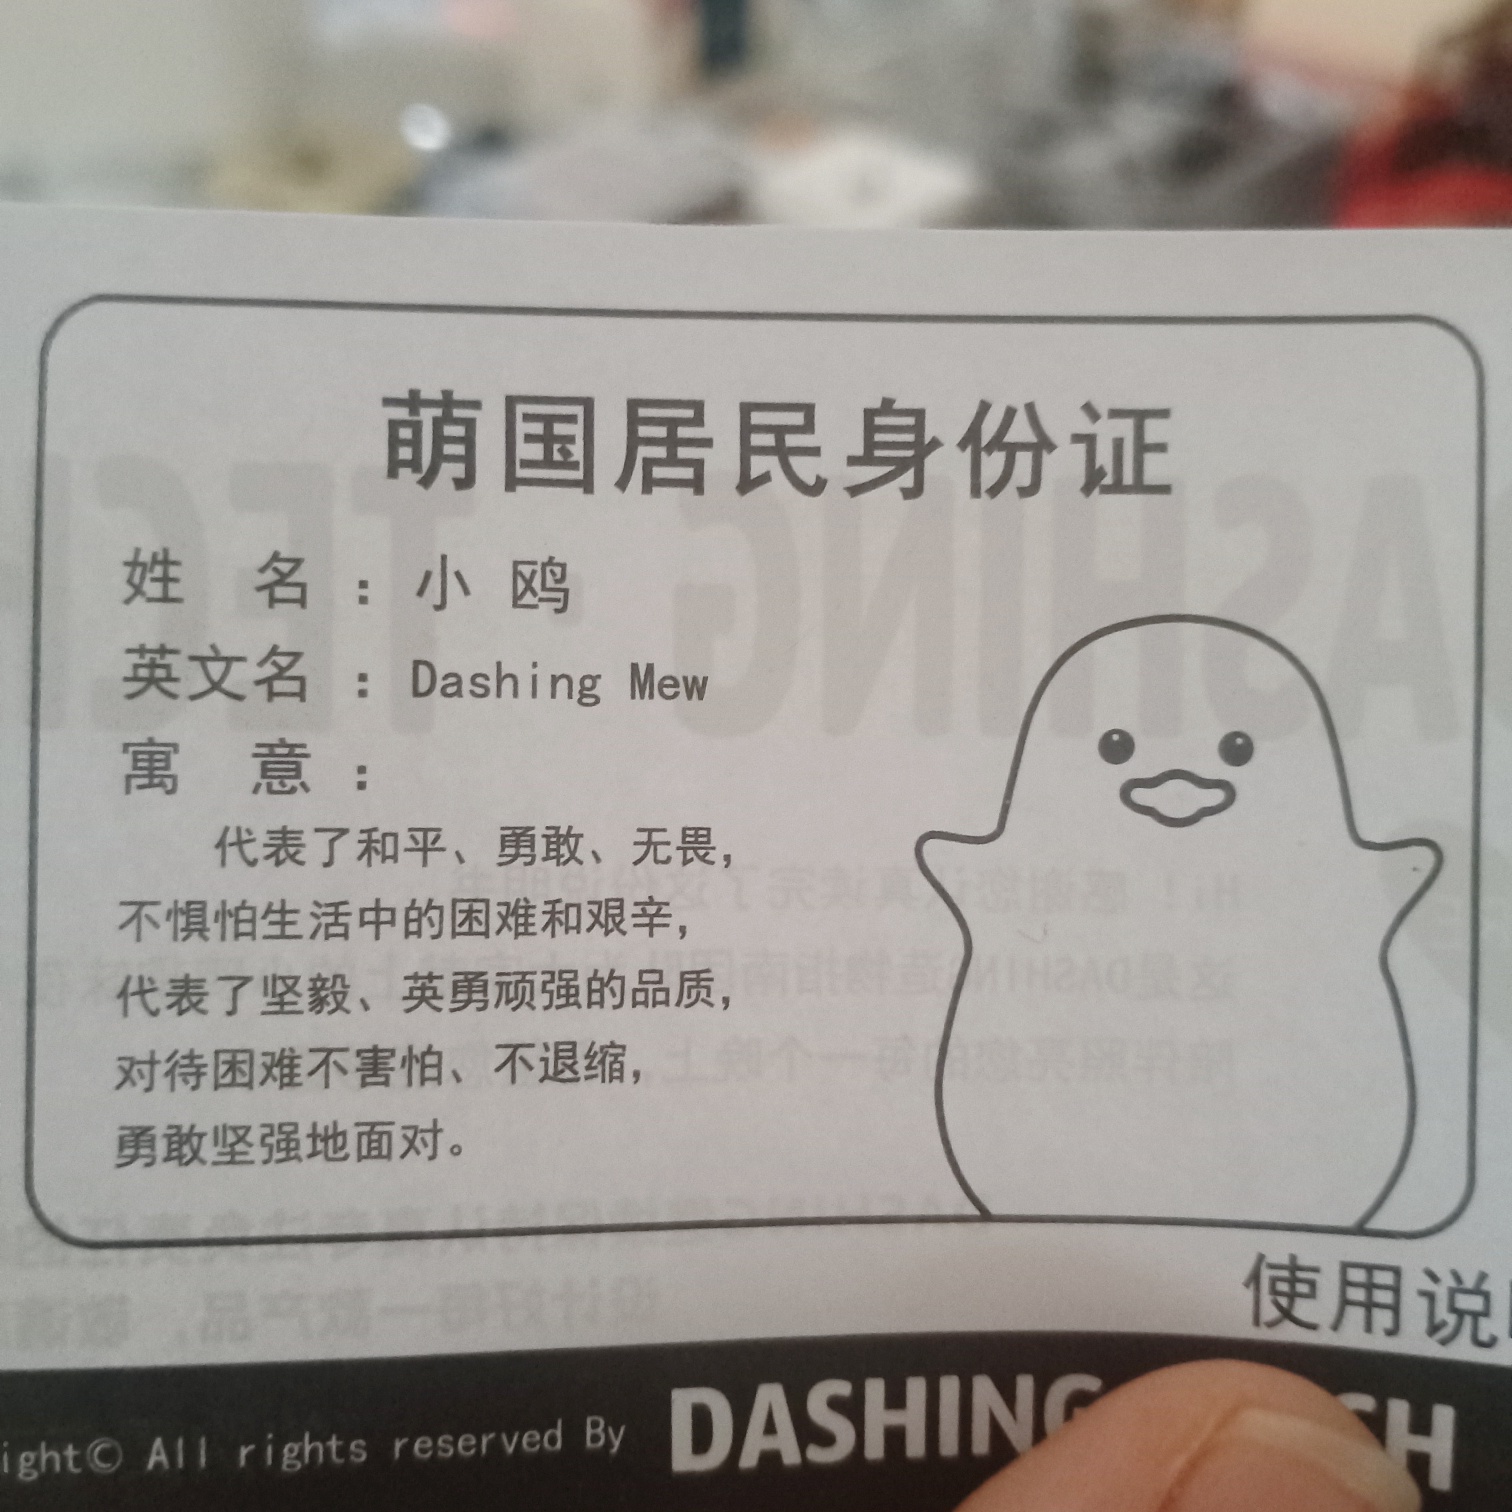 萌国居民身份证
姓 名：小 鸥
英文名：Dashing Mew
寓 意：
代表了和平、勇敢、无畏，
不惧怕生活中的困难和艰辛，
代表了坚毅、英勇顽强的品质，
对待困难不害怕、不退缩，
勇敢坚强地面对。
使用说
ight© All rights reserved By DASHING